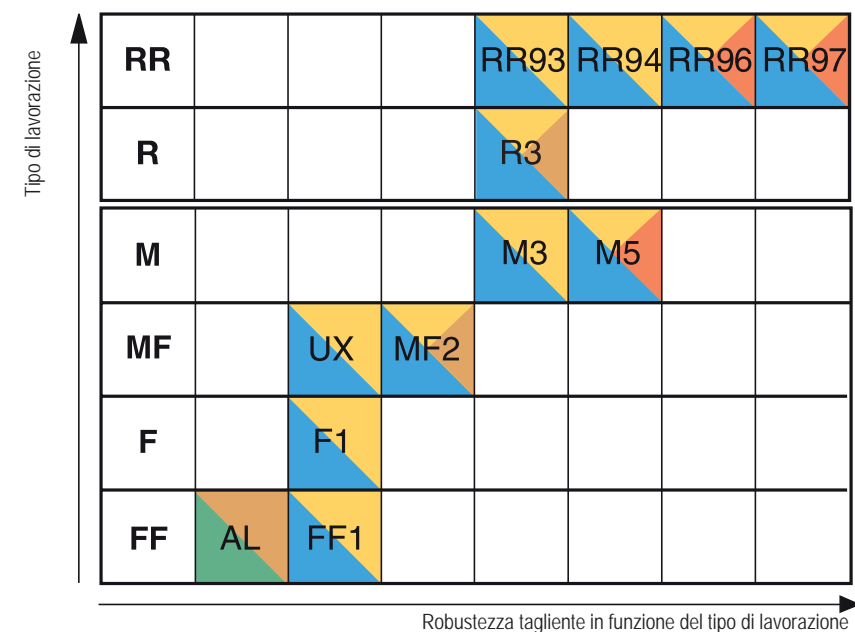 Tipo di lavorazione
RR RR93 RR94 RR96 RR97
R R3
M M3 M5
MF UX MF2
F F1
FF AL FF1
Robustezza tagliente in funzione del tipo di lavorazione